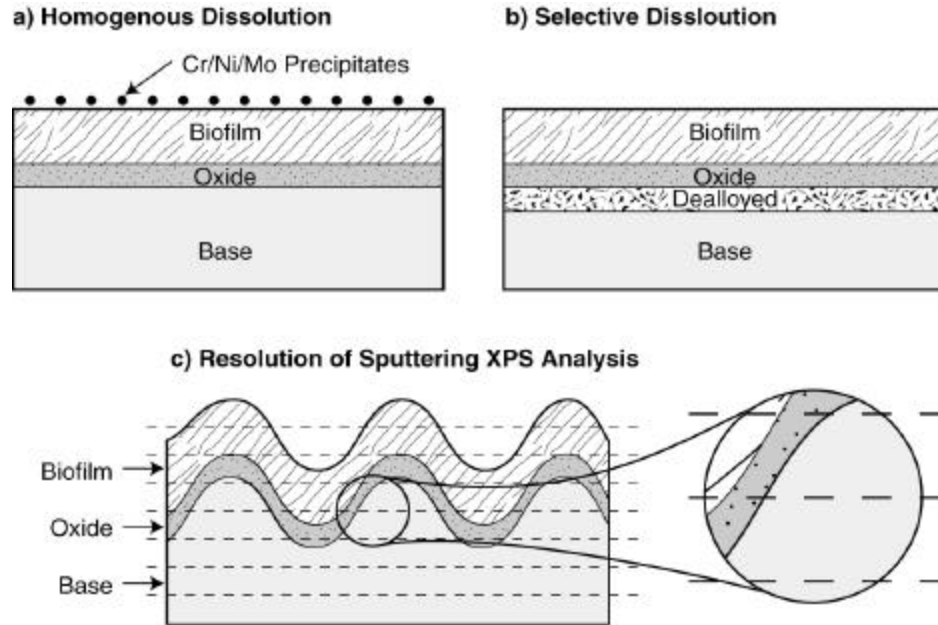 a) Homogenous Dissolution
Cr/Ni/Mo Precipitates
Biofilm
Oxide
Base
b) Selective Dissloution
Biofilm
Oxide
Dealloyed
Base
c) Resolution of Sputtering XPS Analysis
Biofilm
Oxide
Base